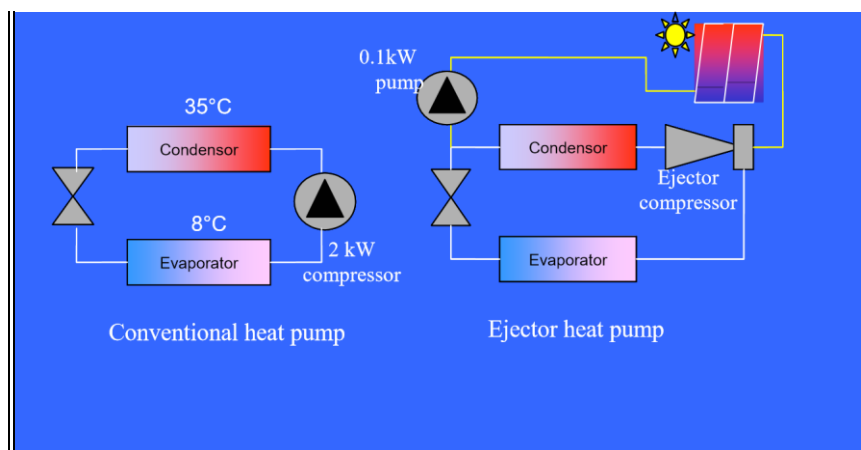 35°C
Condensor
8°C
Evaporator
2 kW
compressor
Conventional heat pump
0.1kW
pump
Condensor
Ejector
compressor
Evaporator
Ejector heat pump